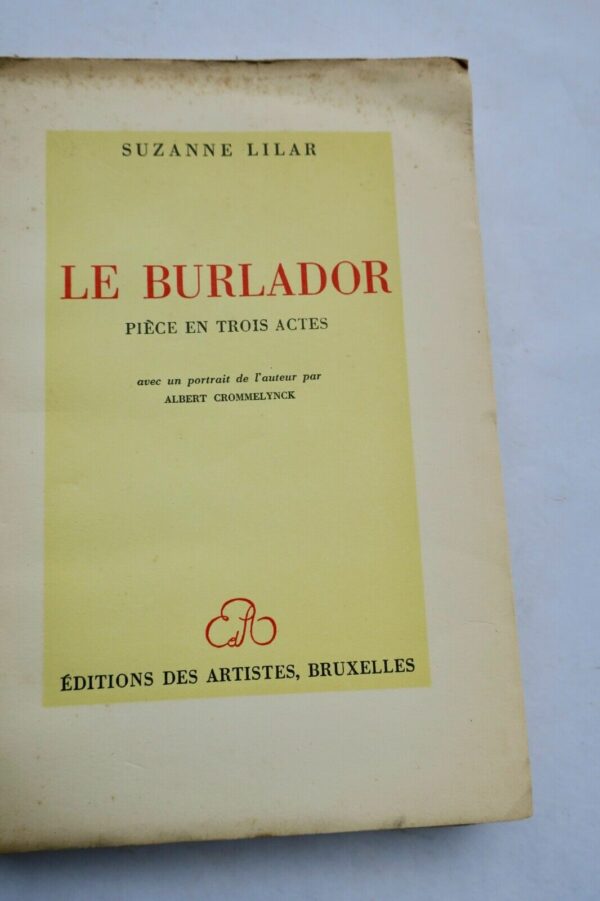 SUZANNE LILAR
LE BURLADOR
PIÈCE EN TROIS ACTES
avec un portrait de l'auteur par
ALBERT CROMMELYNCK
EdA
ÉDITIONS DES ARTISTES, BRUXELLES